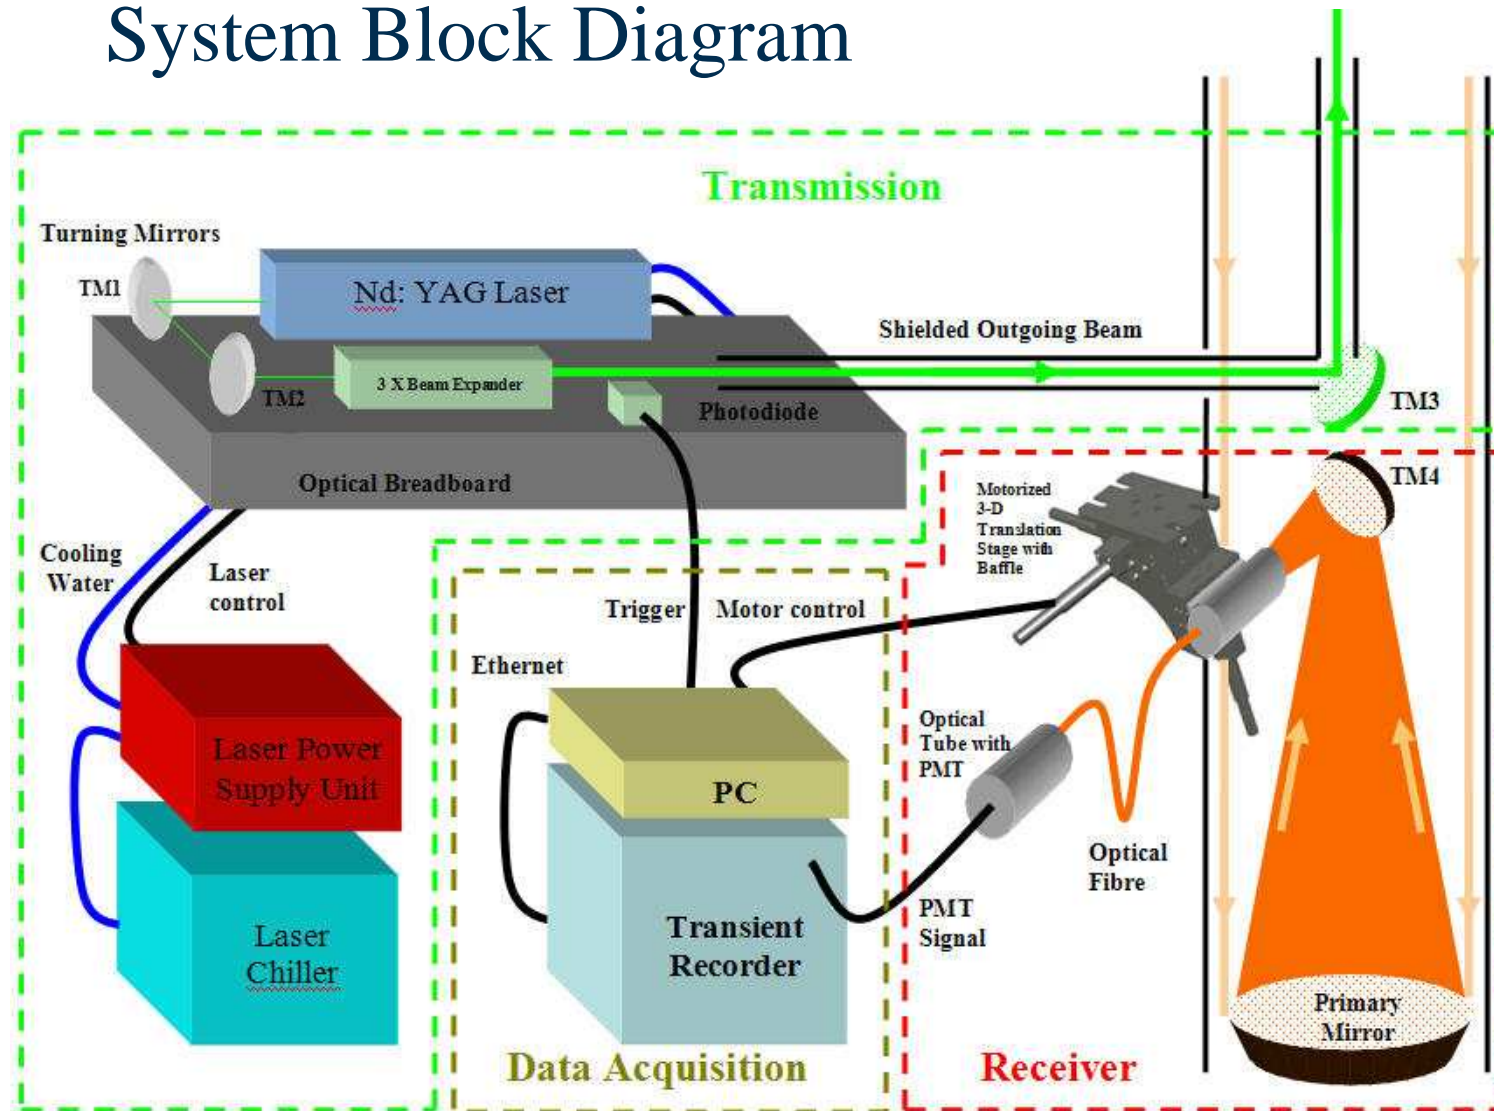 System Block Diagram
Transmission
Turning Mirrors
TM1
Nd: YAG Laser
Shielded Outgoing Beam
3 X Beam Expander
TM2
Photodiode
TM3
Optical Breadboard
TM4
Motorized
3-D
Translation
Stage with
Baffle
Cooling
Water
Laser
control
Trigger
Motor control
Ethernet
Optical
Tube with
PMT
Laser Power
Supply Unit
PC
Optical
Fibre
PMT
Signal
Transient
Recorder
Laser
Chiller
Primary
Mirror
Data Acquisition
Receiver